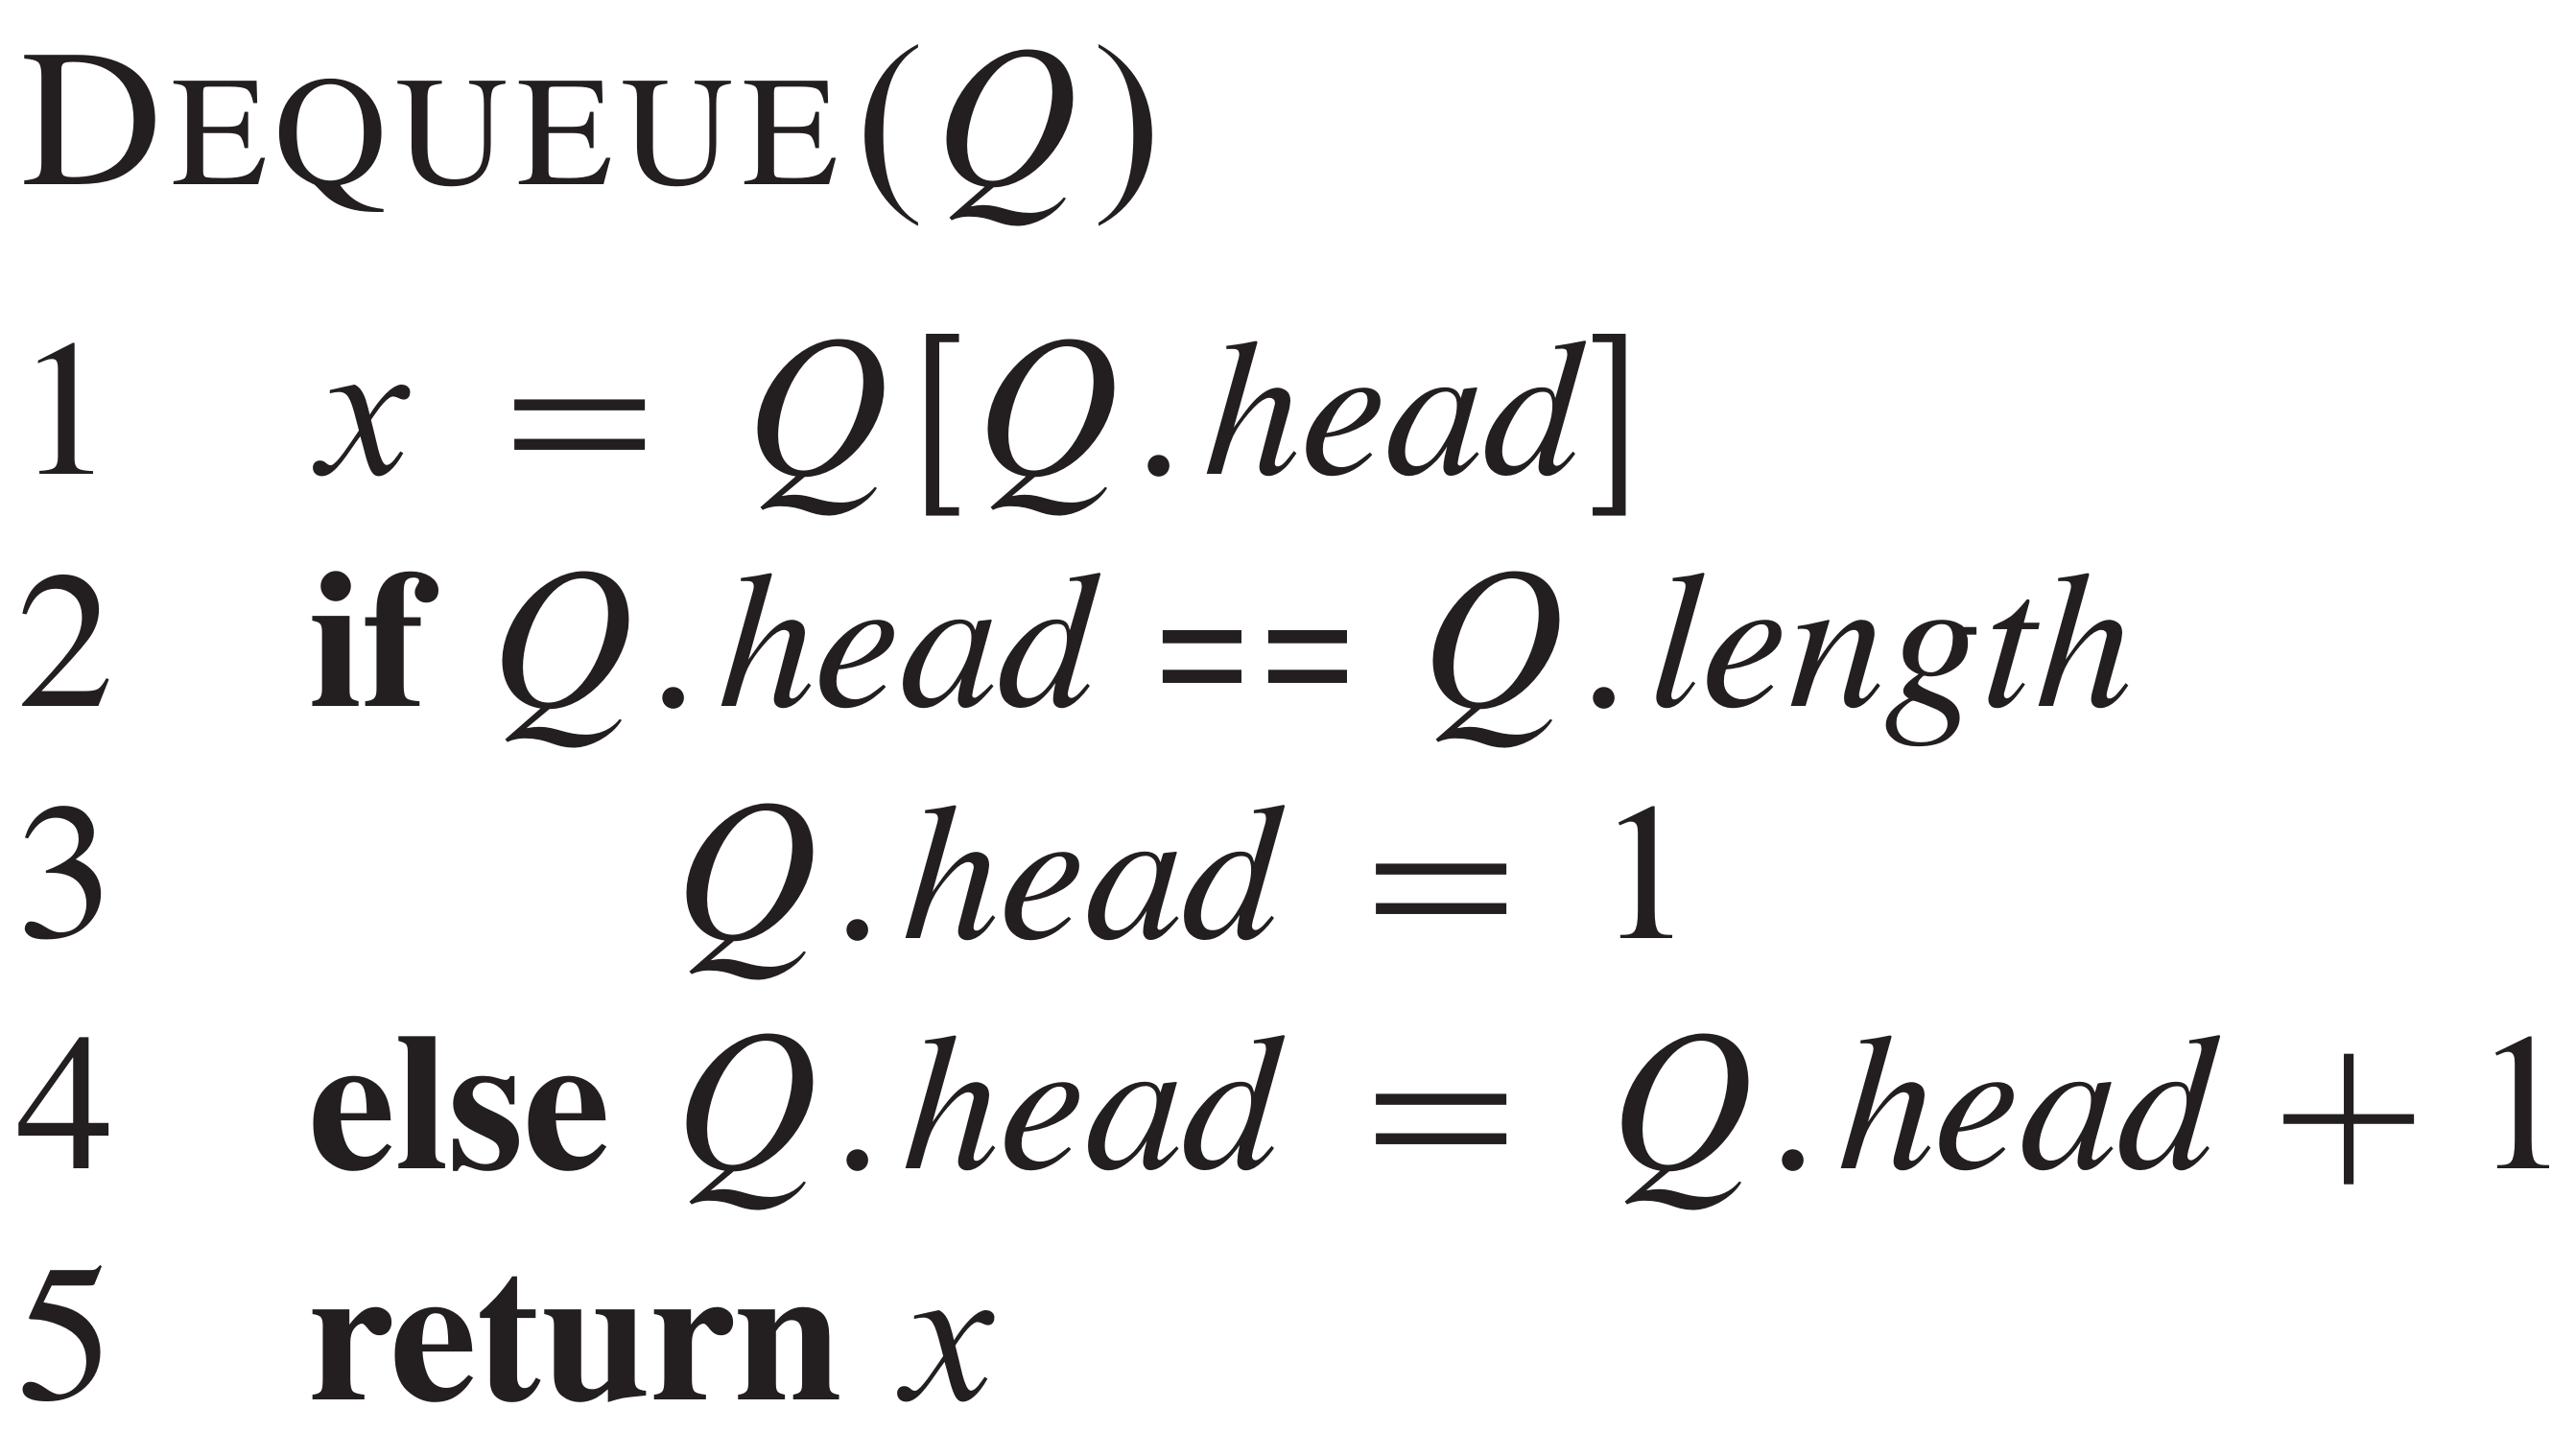 DEQUEUE(Q)
1 x = Q[Q.head]
2 if Q.head == Q.length
3 Q.head = 1
4 else Q.head = Q.head + 1
5 return x